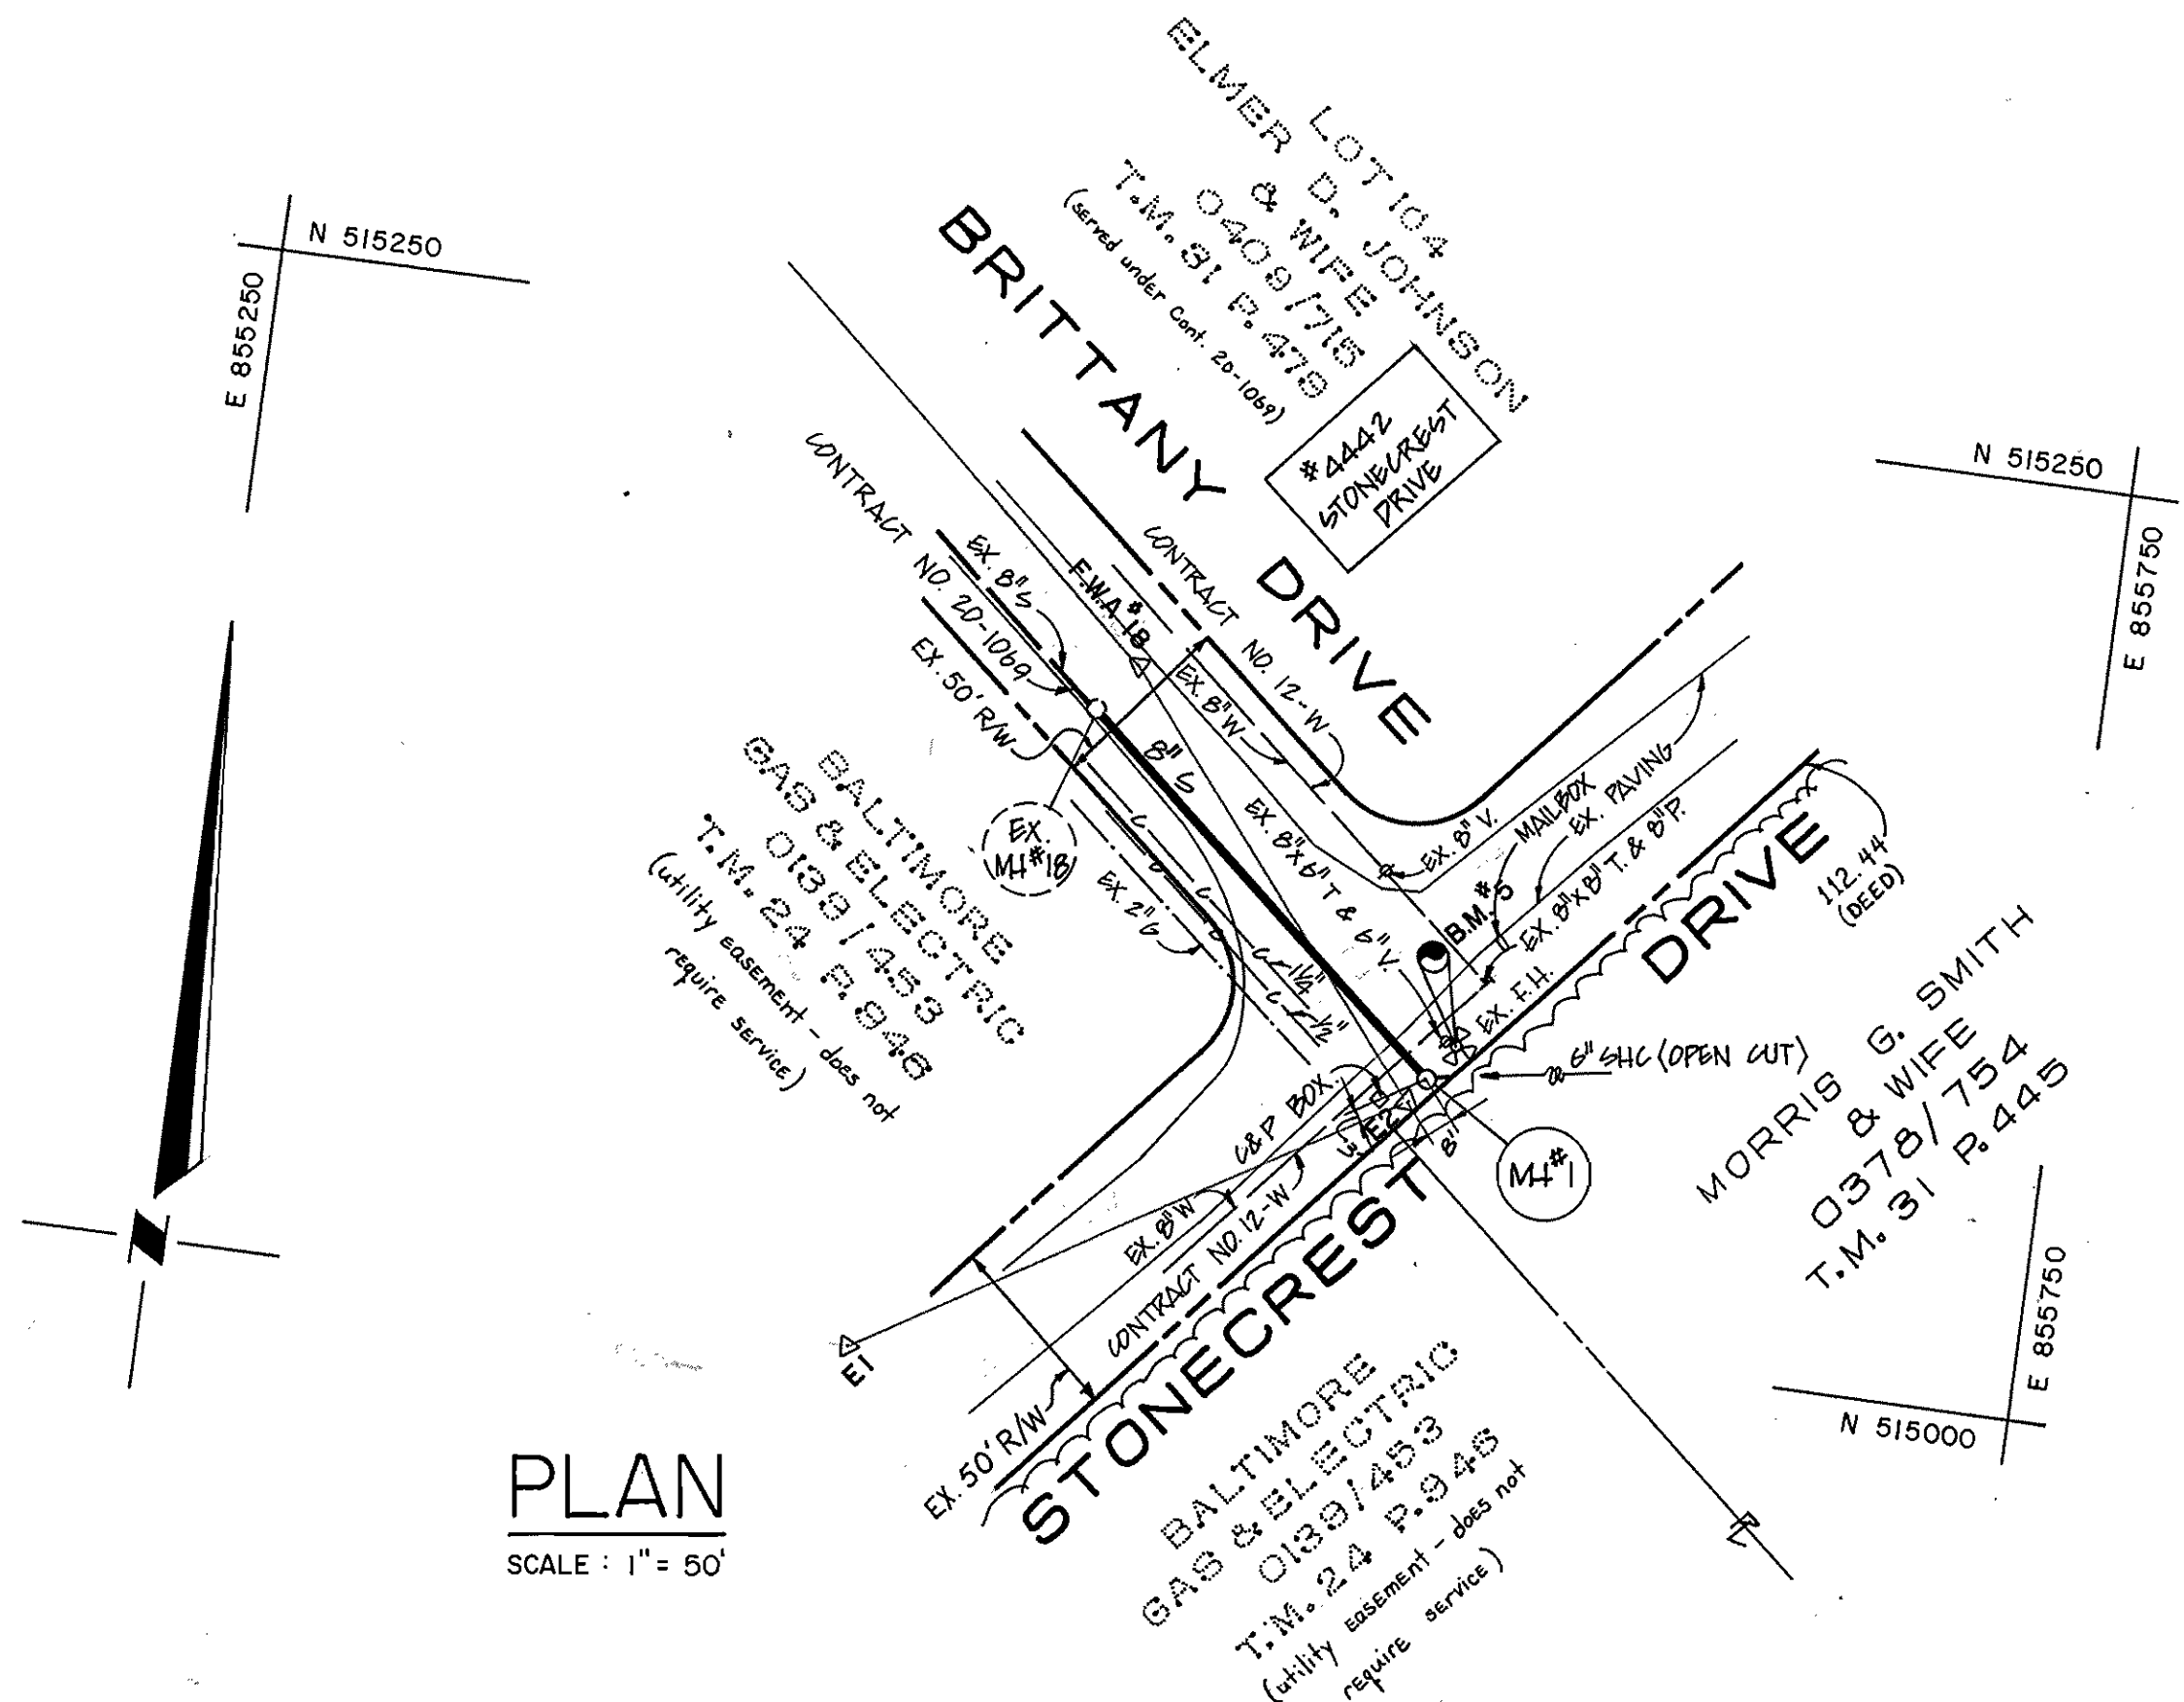 LOT 104
ELMER D. JOHNSON
& WIFE
0409/715
T.M. 31 P. 479
(served under Cont. 20-1069)
N 515250
E 855250
BRITTANY DRIVE
#4442
STONECREST
DRIVE
N 515250
E 855750
CONTRACT NO. 20-1069
EX. 8" S
F.W.A. #18
CONTRACT NO. 12-W
EX. 50' R/W
EX. 8" W
8" S
BALTIMORE
GAS & ELECTRIC
0139/453
T.M. 24 P. 946
(utility easement - does not
require service)
EX.
MH#18
EX. 2" G
EX. 8"x6" T & 6" V.
EX. 8" V.
MAILBOX
EX. PAVING
EX. 8"x8" T. & 8" P.
B.M. #5
EX. F.H.
112.44
(DEED)
C-1¼"
C-1½"
C&P BOX
6" SHC (OPEN CUT)
E2
8'
MH#1
MORRIS G. SMITH
& WIFE
0378/754
T.M. 31 P. 445
EX. 8" W
CONTRACT NO. 12-W
E1
EX. 50' R/W
STONECREST DRIVE
BALTIMORE
GAS & ELECTRIC
0139/453
T.M. 24 P. 946
(utility easement - does not
require service)
E 855750
N 515000
N
PLAN
SCALE : 1" = 50'